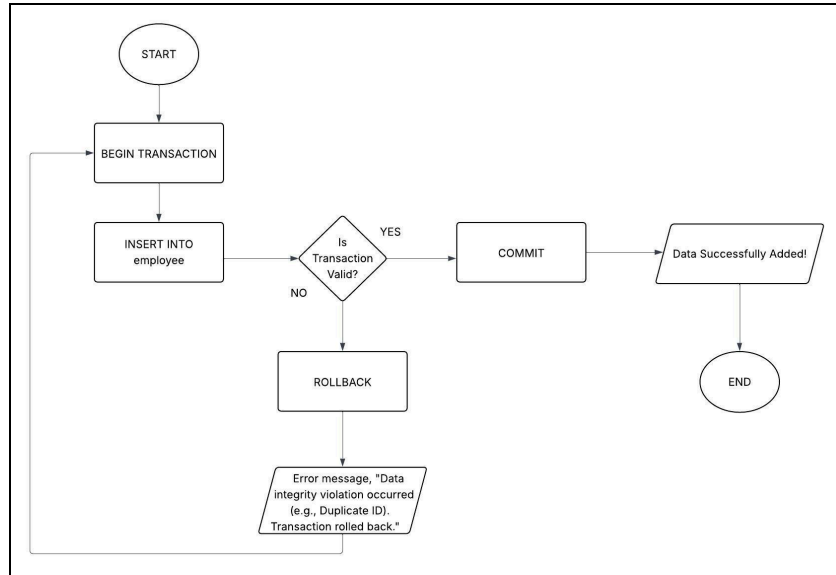 START
BEGIN TRANSACTION
INSERT INTO
employee
Is
Transaction
Valid?
YES
NO
COMMIT
Data Successfully Added!
END
ROLLBACK
Error message, "Data
integrity violation occurred
(e.g., Duplicate ID).
Transaction rolled back."